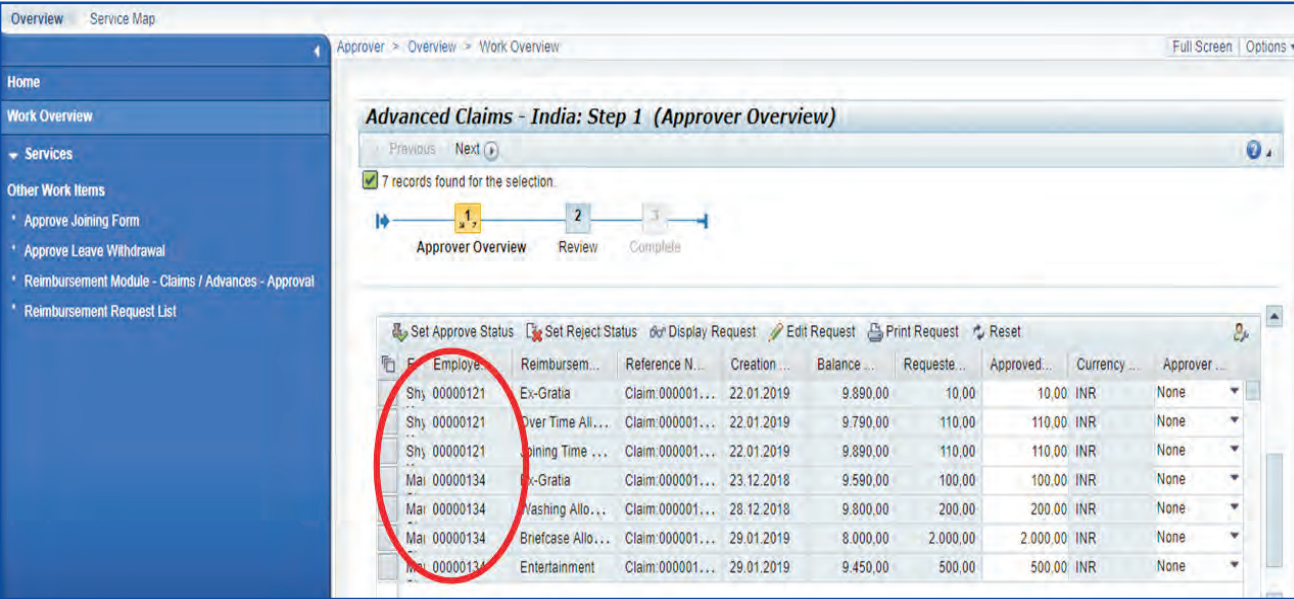 Overview Service Map
Approver > Overview > Work Overview Full Screen Options
Home
Work Overview
Services
Other Work Items
Approve Joining Form
Approve Leave Withdrawal
Reimbursement Module - Claims / Advances - Approval
Reimbursement Request List
Advanced Claims - India: Step 1 (Approver Overview)
Previous Next
7 records found for the selection.
1 2 3
Approver Overview Review Complete
Set Approve Status Set Reject Status Display Request Edit Request Print Request Reset
Employe... Reimbursem... Reference N... Creation ... Balance ... Requeste... Approved... Currency ... Approver ...
Shy 00000121 Ex-Gratia Claim:000001... 22.01.2019 9.890,00 10,00 10,00 INR None
Shy 00000121 Over Time All... Claim:000001... 22.01.2019 9.790,00 110,00 110,00 INR None
Shy 00000121 Joining Time ... Claim:000001... 22.01.2019 9.890,00 110,00 110,00 INR None
Mai 00000134 Ex-Gratia Claim:000001... 23.12.2018 9.590,00 100,00 100,00 INR None
Mai 00000134 Washing Allo... Claim:000001... 28.12.2018 9.800,00 200,00 200,00 INR None
Mai 00000134 Briefcase Allo... Claim:000001... 29.01.2019 8.000,00 2.000,00 2.000,00 INR None
00000134 Entertainment Claim:000001... 29.01.2019 9.450,00 500,00 500,00 INR None